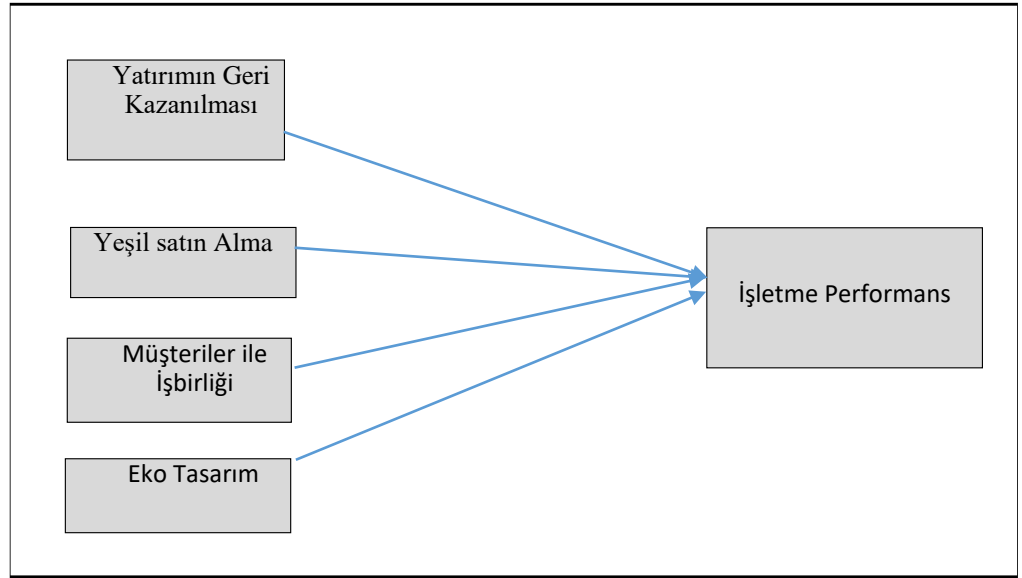 Yatırımın Geri
Kazanılması
Yeşil satın Alma
Müşteriler ile
İşbirliği
Eko Tasarım
İşletme Performans